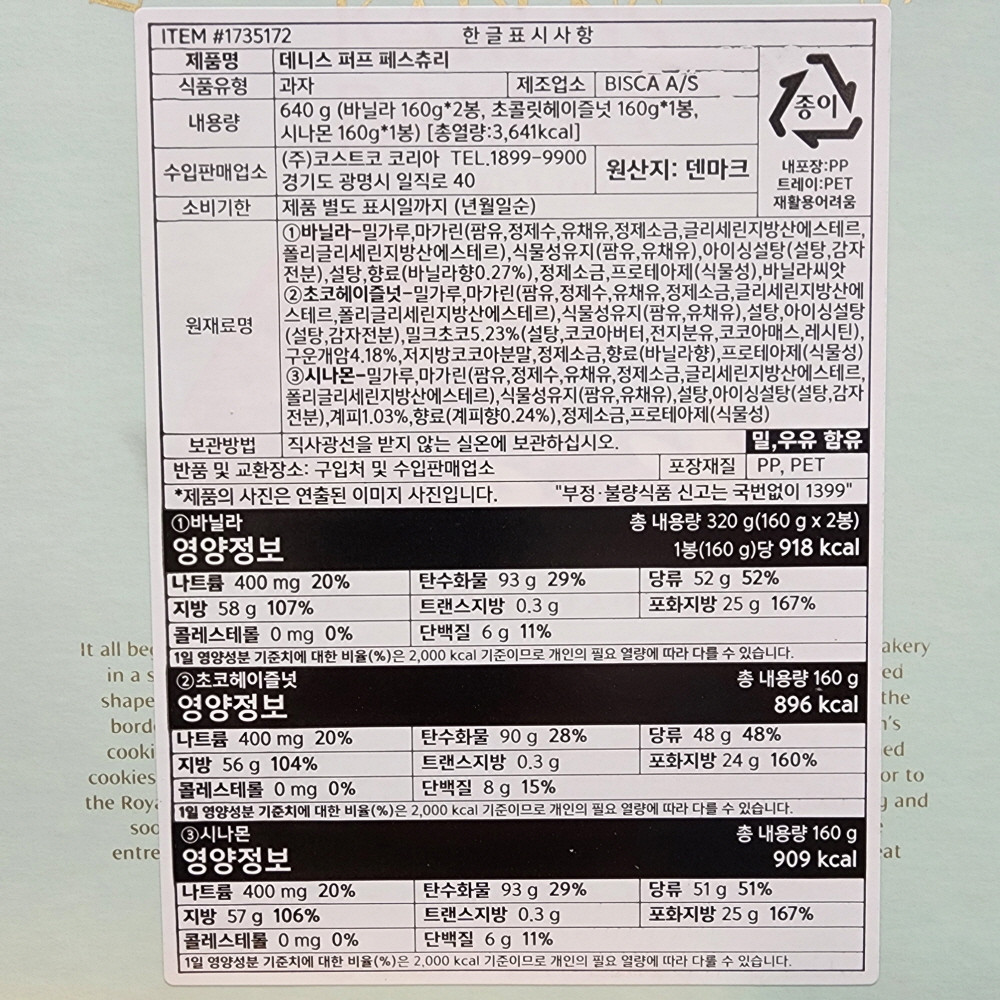 ITEM #1735172 한글표시사항
제품명 데니스 퍼프 페스츄리
식품유형 과자 제조업소 BISCA A/S
내용량 640 g (바닐라 160g*2봉, 초콜릿헤이즐넛 160g*1봉,
시나몬 160g*1봉) [총열량:3,641kcal]
수입판매업소 (주)코스트코 코리아 TEL.1899-9900
경기도 광명시 일직로 40
원산지: 덴마크
종이
내포장:PP
트레이:PET
재활용어려움
소비기한 제품 별도 표시일까지 (년월일순)
원재료명
①바닐라-밀가루,마가린(팜유,정제수,유채유,정제소금,글리세린지방산에스테르,
폴리글리세린지방산에스테르),식물성유지(팜유,유채유),아이싱설탕(설탕,감자
전분),설탕,향료(바닐라향0.27%),정제소금,프로테아제(식물성),바닐라씨앗
②초코헤이즐넛-밀가루,마가린(팜유,정제수,유채유,정제소금,글리세린지방산에
스테르,폴리글리세린지방산에스테르),식물성유지(팜유,유채유),설탕,아이싱설탕
(설탕,감자전분),밀크초코5.23%(설탕,코코아버터,전지분유,코코아매스,레시틴),
구운개암4.18%,저지방코코아분말,정제소금,향료(바닐라향),프로테아제(식물성)
③시나몬-밀가루,마가린(팜유,정제수,유채유,정제소금,글리세린지방산에스테르,
폴리글리세린지방산에스테르),식물성유지(팜유,유채유),설탕,아이싱설탕(설탕,감자
전분),계피1.03%,향료(계피향0.24%),정제소금,프로테아제(식물성)
보관방법 직사광선을 받지 않는 실온에 보관하십시오. 밀,우유 함유
반품 및 교환장소: 구입처 및 수입판매업소 포장재질 PP, PET
*제품의 사진은 연출된 이미지 사진입니다. "부정·불량식품 신고는 국번없이 1399"
①바닐라 총 내용량 320 g(160 g x 2봉)
영양정보 1봉(160 g)당 918 kcal
나트륨 400 mg 20% 탄수화물 93 g 29% 당류 52 g 52%
지방 58 g 107% 트랜스지방 0.3 g 포화지방 25 g 167%
콜레스테롤 0 mg 0% 단백질 6 g 11%
1일 영양성분 기준치에 대한 비율(%)은 2,000 kcal 기준이므로 개인의 필요 열량에 따라 다를 수 있습니다.
②초코헤이즐넛 총 내용량 160 g
영양정보 896 kcal
나트륨 400 mg 20% 탄수화물 90 g 28% 당류 48 g 48%
지방 56 g 104% 트랜스지방 0.3 g 포화지방 24 g 160%
콜레스테롤 0 mg 0% 단백질 8 g 15%
1일 영양성분 기준치에 대한 비율(%)은 2,000 kcal 기준이므로 개인의 필요 열량에 따라 다를 수 있습니다.
③시나몬 총 내용량 160 g
영양정보 909 kcal
나트륨 400 mg 20% 탄수화물 93 g 29% 당류 51 g 51%
지방 57 g 106% 트랜스지방 0.3 g 포화지방 25 g 167%
콜레스테롤 0 mg 0% 단백질 6 g 11%
1일 영양성분 기준치에 대한 비율(%)은 2,000 kcal 기준이므로 개인의 필요 열량에 따라 다를 수 있습니다.
It all
in a
cookies
the
or to
and